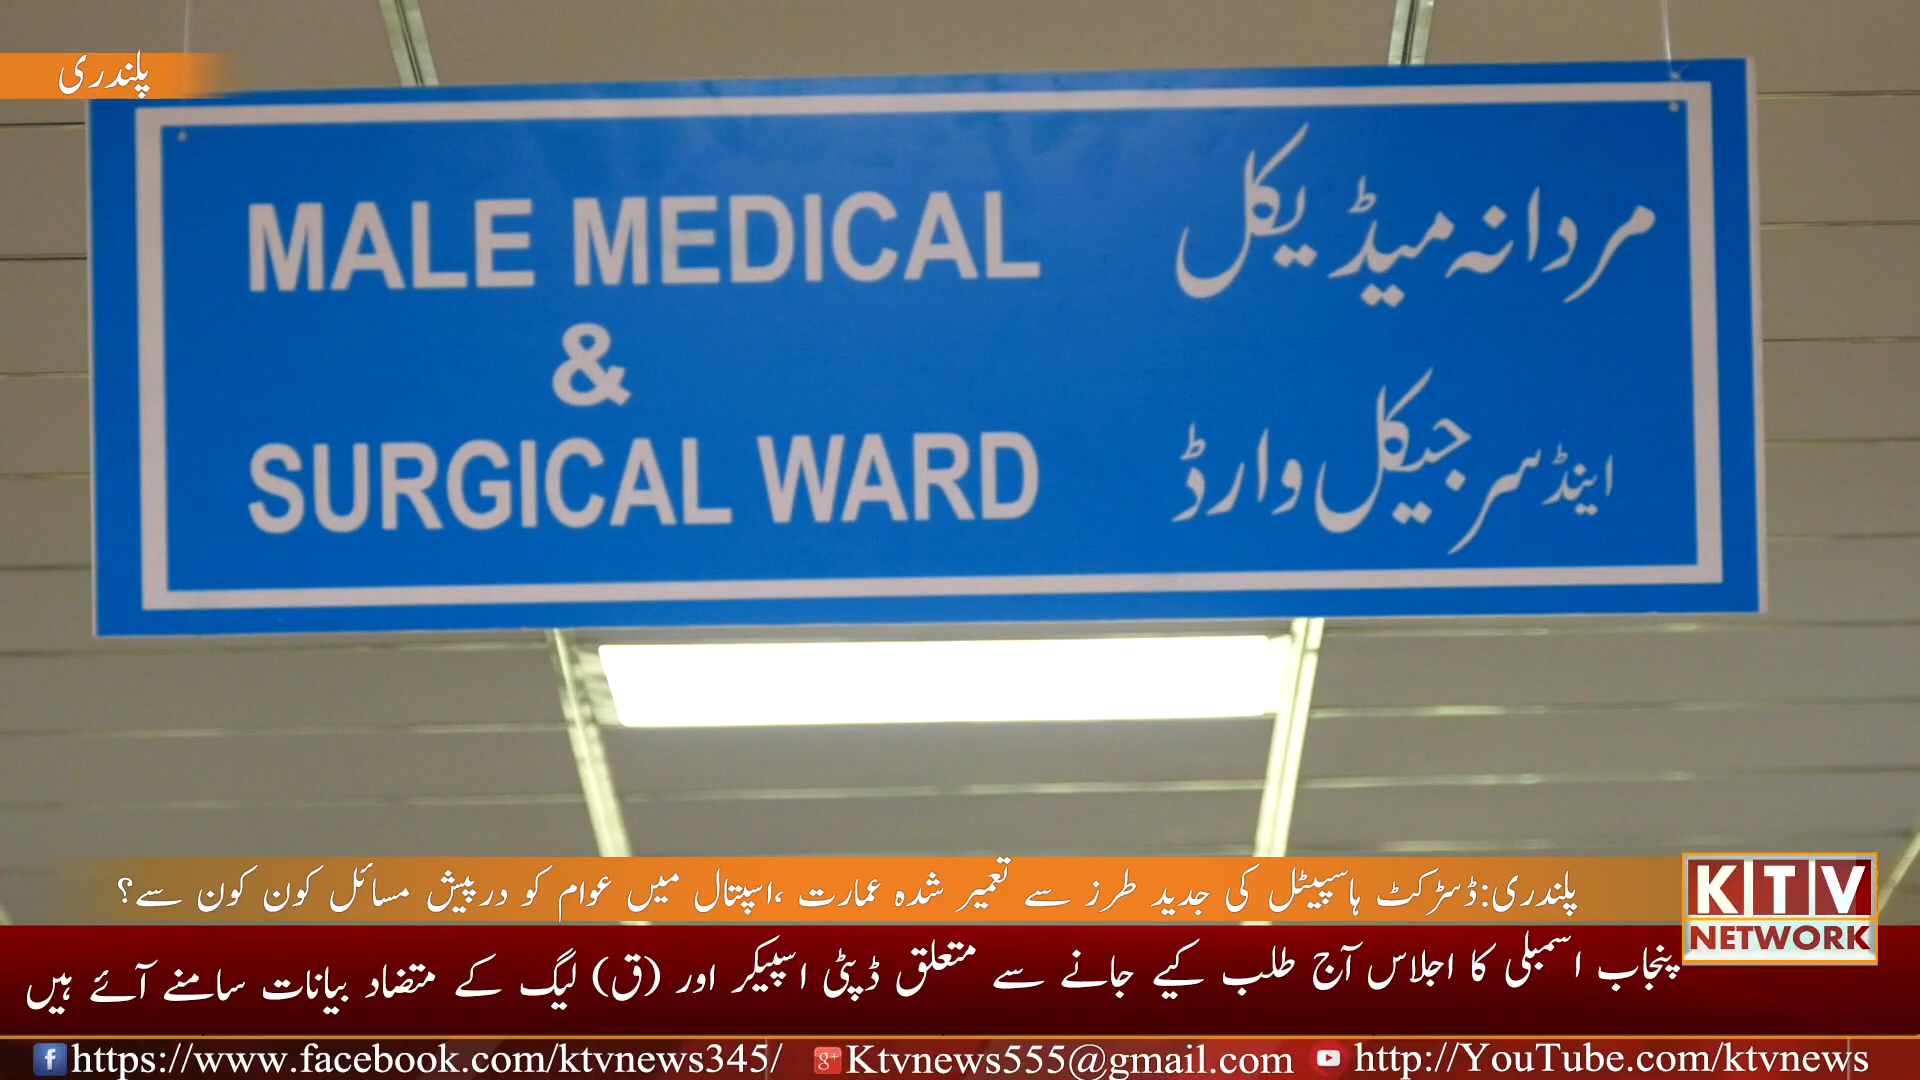 پلندری
MALE MEDICAL
&
SURGICAL WARD
مردانہ میڈیکل
اینڈ سرجیکل وارڈ
پلندری:ڈسڑکٹ ہاسپیٹل کی جدید طرز سے تعمیر شدہ عمارت ،اسپتال میں عوام کو درپیش مسائل کون کون سے؟
KTV
NETWORK
پنجاب اسمبلی کا اجلاس آج طلب کیے جانے سے متعلق ڈپٹی اسپیکر اور (ق) لیگ کے متضاد بیانات سامنے آئے ہیں
https://www.facebook.com/ktvnews345/ Ktvnews555@gmail.com http://YouTube.com/ktvnews